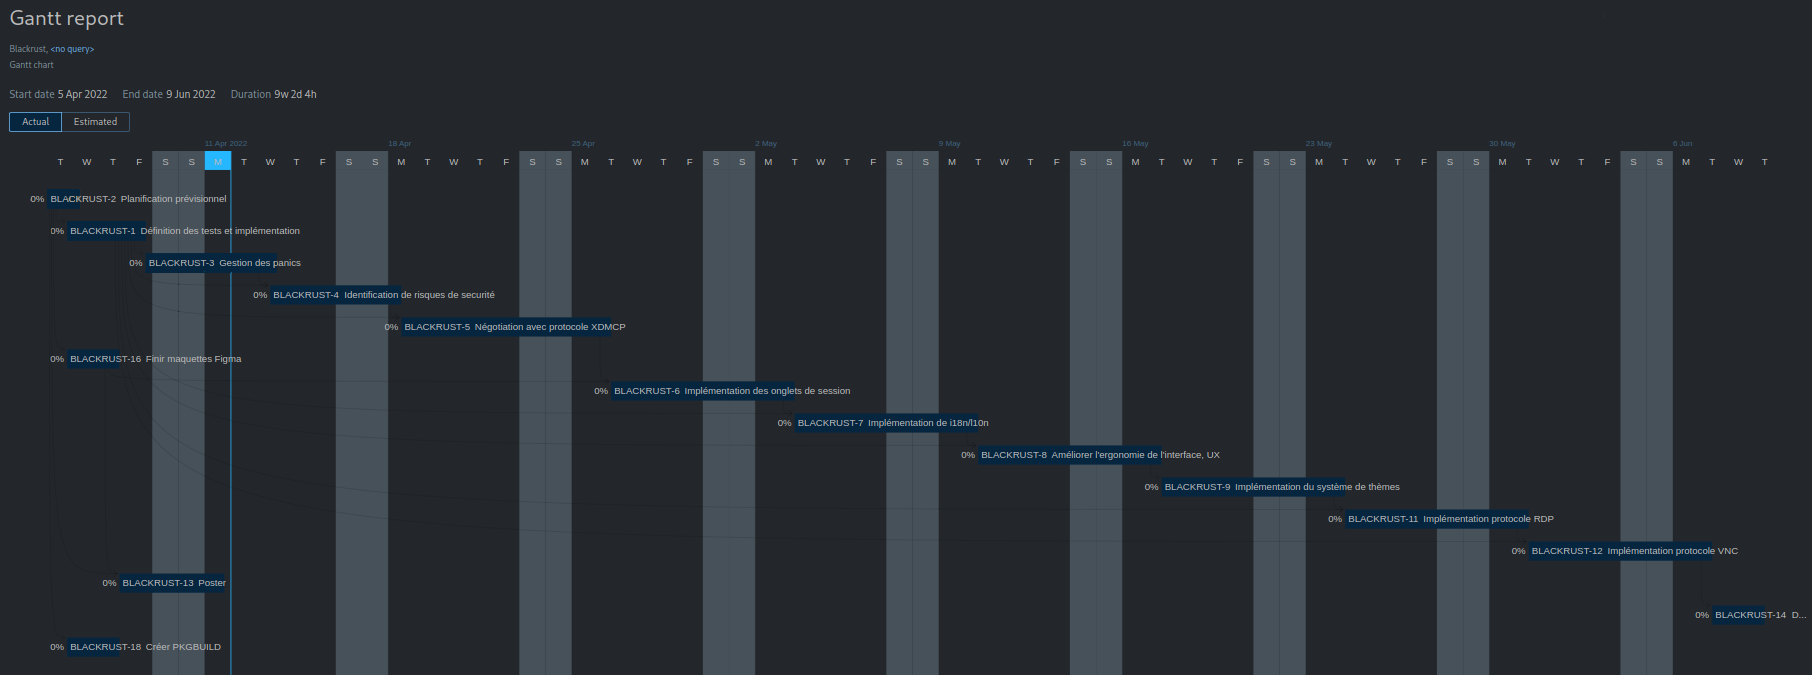 Gantt report
Blackrust, <no query>
Gantt chart
Start date 5 Apr 2022 End date 9 Jun 2022 Duration 9w 2d 4h
Actual Estimated
11 Apr 2022 18 Apr 25 Apr 2 May 9 May 16 May 23 May 30 May 6 Jun
T W T F S S M T W T F S S M T W T F S S M T W T F S S M T W T F S S M T W T F S S M T W T F S S M T W T F S S M T W T F S S M T W T
0% BLACKRUST-2 Planification prévisionnel
0% BLACKRUST-1 Définition des tests et implémentation
0% BLACKRUST-3 Gestion des panics
0% BLACKRUST-4 Identification de risques de securité
0% BLACKRUST-5 Négotiation avec protocole XDMCP
0% BLACKRUST-16 Finir maquettes Figma
0% BLACKRUST-6 Implémentation des onglets de session
0% BLACKRUST-7 Implémentation de i18n/l10n
0% BLACKRUST-8 Améliorer l'ergonomie de l'interface, UX
0% BLACKRUST-9 Implémentation du système de thèmes
0% BLACKRUST-11 Implémentation protocole RDP
0% BLACKRUST-12 Implémentation protocole VNC
0% BLACKRUST-13 Poster
0% BLACKRUST-14 D...
0% BLACKRUST-18 Créer PKGBUILD